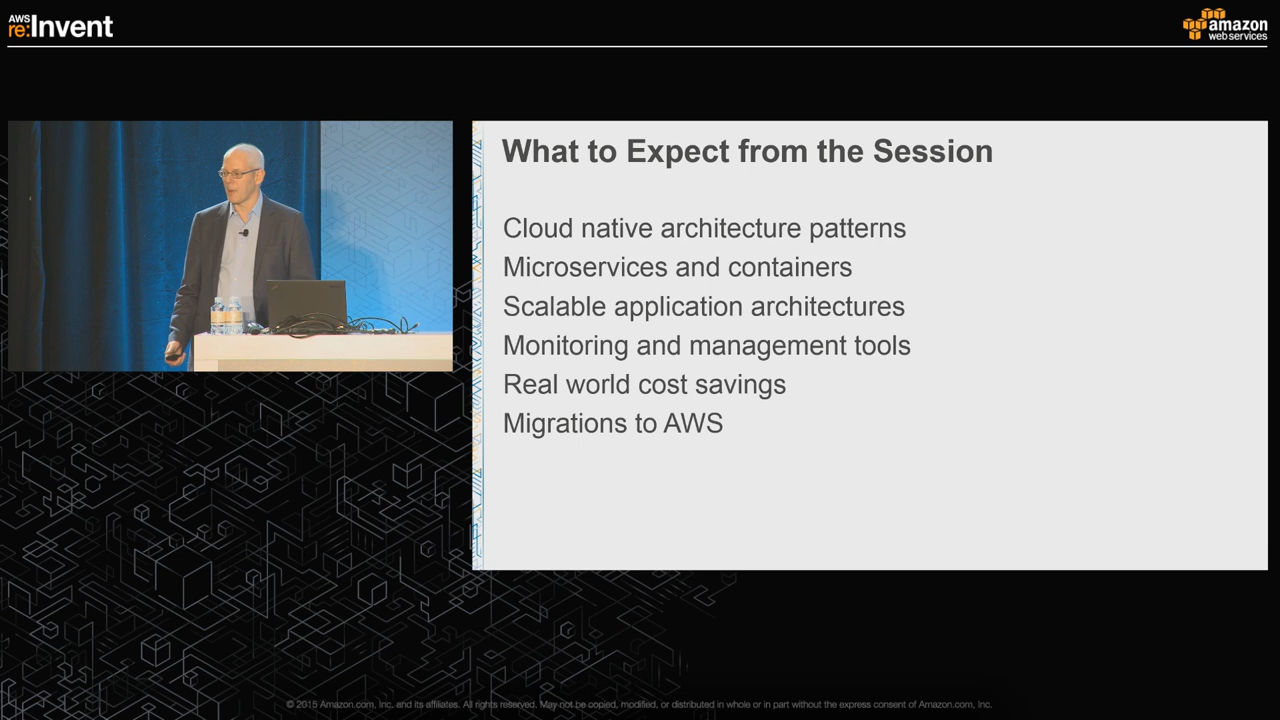 AWS
re:Invent
amazon
webservices
What to Expect from the Session
Cloud native architecture patterns
Microservices and containers
Scalable application architectures
Monitoring and management tools
Real world cost savings
Migrations to AWS
© 2015 Amazon.com, Inc. and its affiliates. All rights reserved. May not be copied, modified, or distributed in whole or in part without the express consent of Amazon.com, Inc.